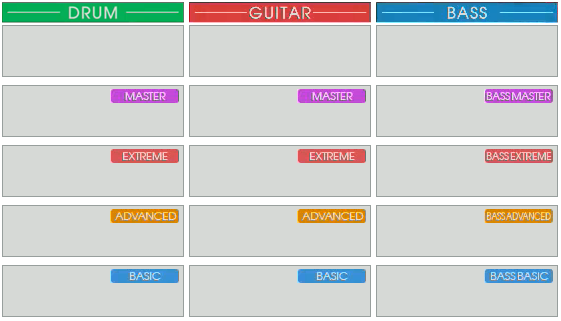 DRUM GUITAR BASS
MASTER MASTER BASS MASTER
EXTREME EXTREME BASS EXTREME
ADVANCED ADVANCED BASS ADVANCED
BASIC BASIC BASS BASIC